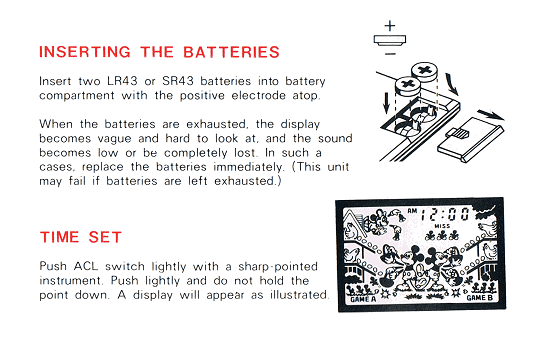 INSERTING THE BATTERIES
Insert two LR43 or SR43 batteries into battery
compartment with the positive electrode atop.
When the batteries are exhausted, the display
becomes vague and hard to look at, and the sound
becomes low or be completely lost. In such a
cases, replace the batteries immediately. (This unit
may fail if batteries are left exhausted.)
+
−
TIME SET
Push ACL switch lightly with a sharp-pointed
instrument. Push lightly and do not hold the
point down. A display will appear as illustrated.
AM 12:00
MISS
GAME A
GAME B